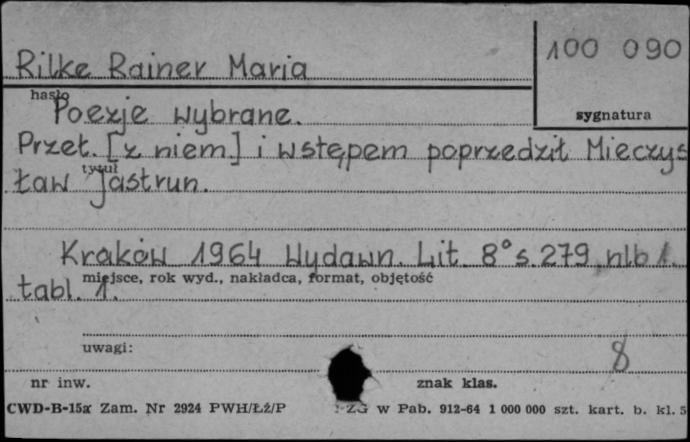 100 090
Rilke Rainer Maria
hasło
sygnatura
Poezje wybrane.
Przeł. [z niem] i wstępem poprzedził Mieczys
tytuł
ław Jastrun.
Kraków 1964 Wydawn. Lit. 8° s. 279, nlb 1.
miejsce, rok wyd., nakładca, format, objętość
tabl. 1.
uwagi:
8
nr inw.
znak klas.
CWD-B-15a Zam. Nr 2924 PWH/Łź/P ZG w Pab. 912-64 1 000 000 szt. kart. b. kl. 5